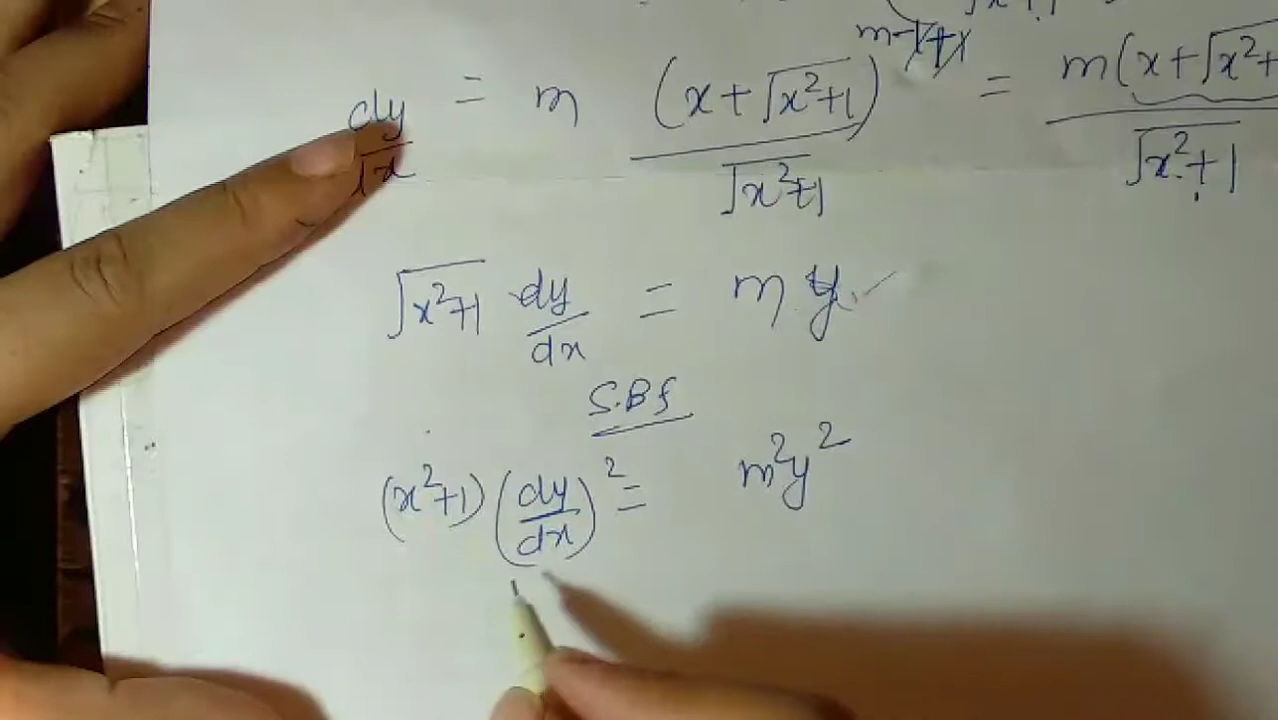 m-1+1
dy/dx = m (x+√x²+1) / √x²+1 = m(x+√x²+ / √x²+1
√x²+1 dy/dx = my
S.B.S
(x²+1) (dy/dx)² = m²y²